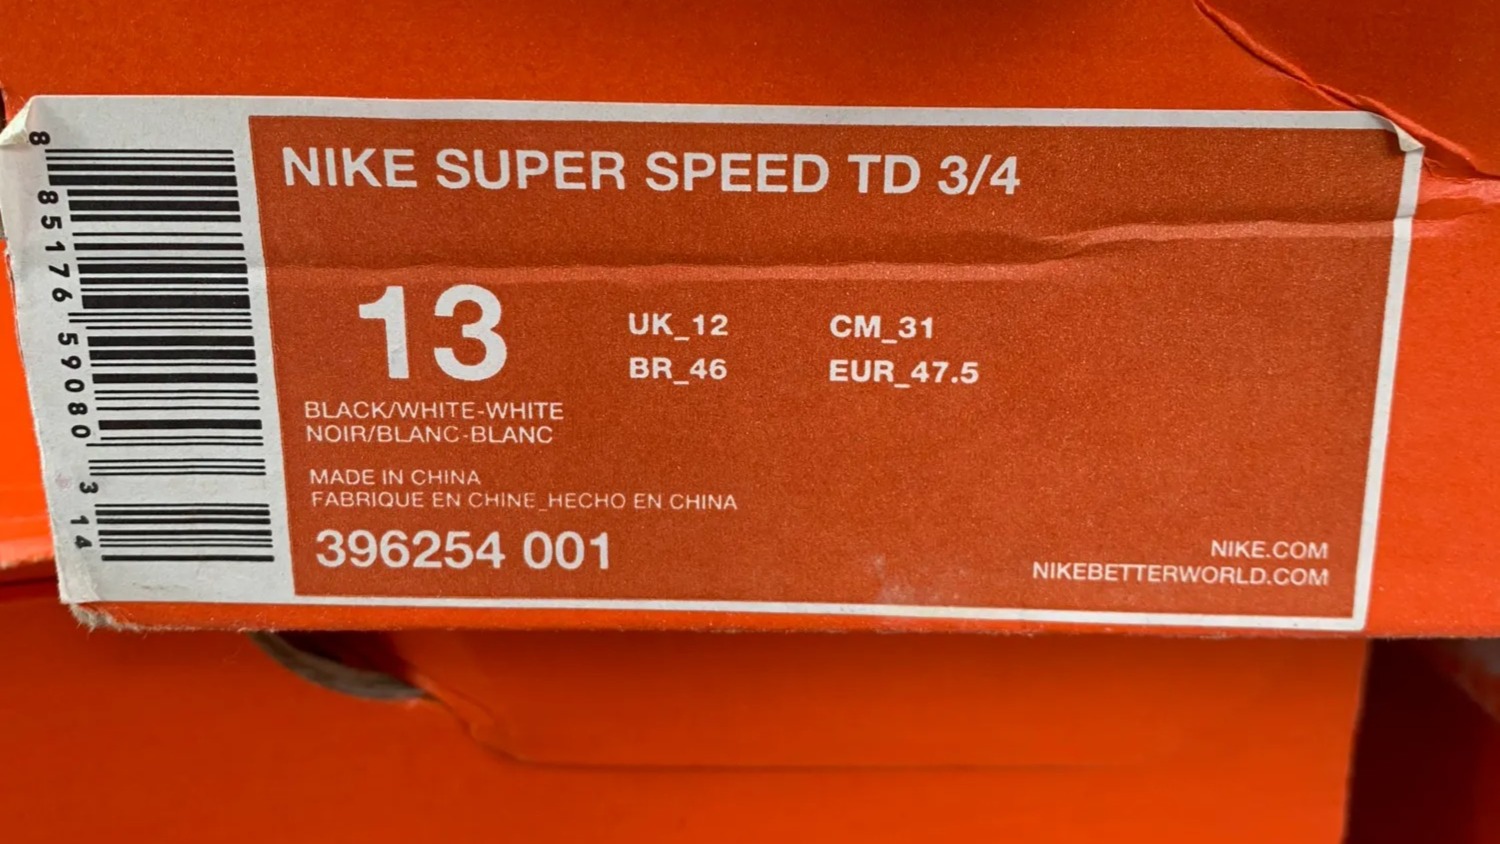 8 85176 59080 3 14
NIKE SUPER SPEED TD 3/4
13
UK_12 CM_31
BR_46 EUR_47.5
BLACK/WHITE-WHITE
NOIR/BLANC-BLANC
MADE IN CHINA
FABRIQUE EN CHINE_HECHO EN CHINA
396254 001
NIKE.COM
NIKEBETTERWORLD.COM